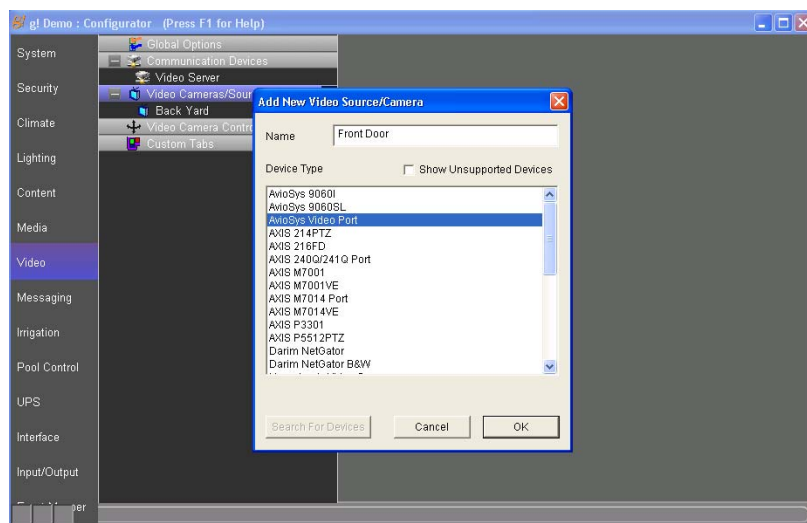 g! Demo : Configurator (Press F1 for Help)
System
Security
Climate
Lighting
Content
Media
Video
Messaging
Irrigation
Pool Control
UPS
Interface
Input/Output
Global Options
Communication Devices
Video Server
Video Cameras/Sour
Back Yard
Video Camera Contr
Custom Tabs
Add New Video Source/Camera
Name
Front Door
Device Type
Show Unsupported Devices
AvioSys 9060I
AvioSys 9060SL
AvioSys Video Port
AXIS 214PTZ
AXIS 216FD
AXIS 240Q/241Q Port
AXIS M7001
AXIS M7001VE
AXIS M7014 Port
AXIS M7014VE
AXIS P3301
AXIS P5512PTZ
Darim NetGator
Darim NetGator B&W
Search For Devices
Cancel
OK